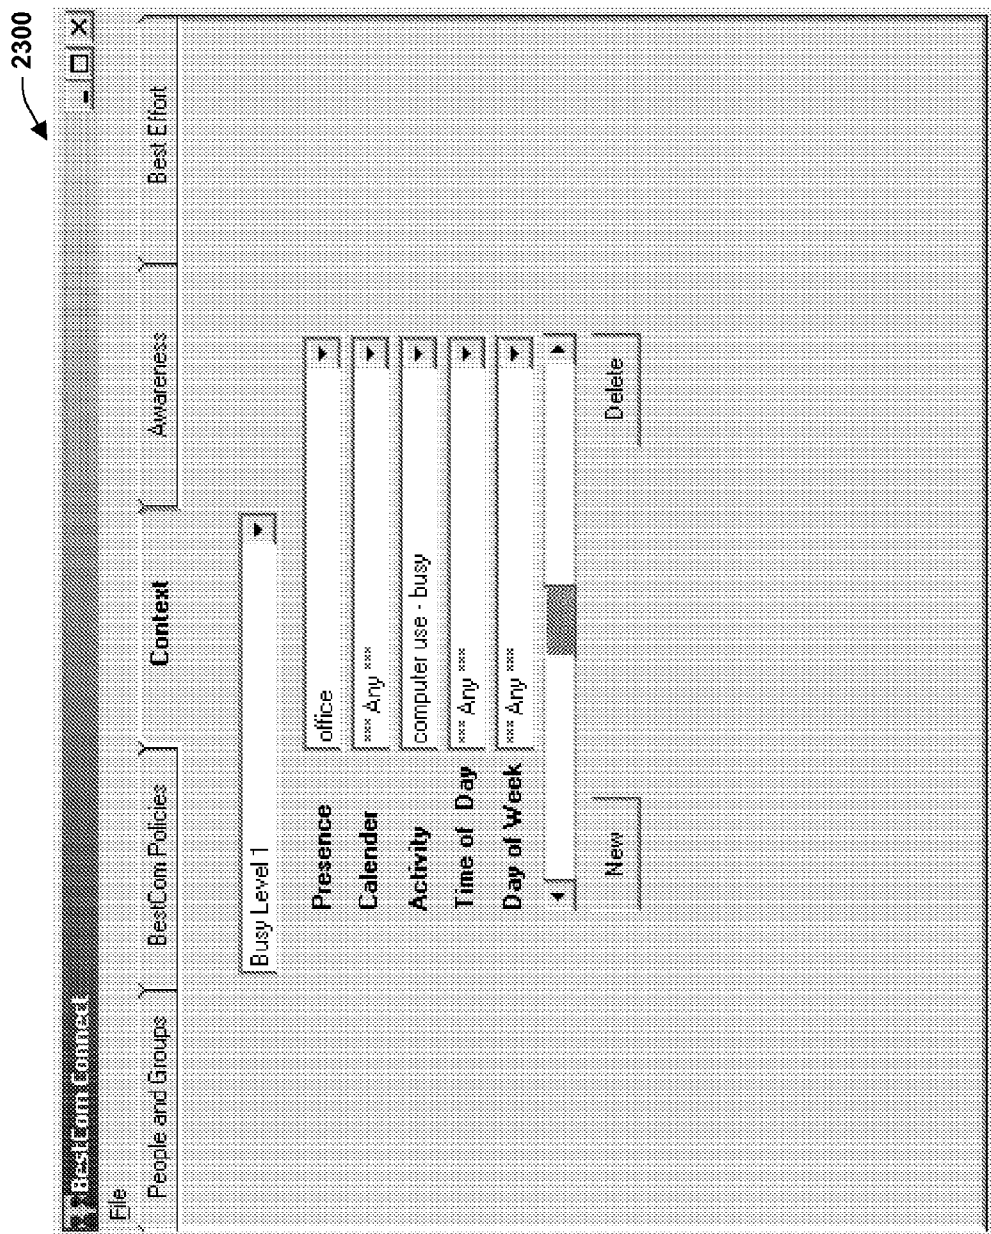 2300
BestCom Connect
File
People and Groups BestCom Policies Context Awareness Best Effort
Busy Level 1
Presence office
Calender *** Any ***
Activity computer use - busy
Time of Day *** Any ***
Day of Week *** Any ***
New Delete